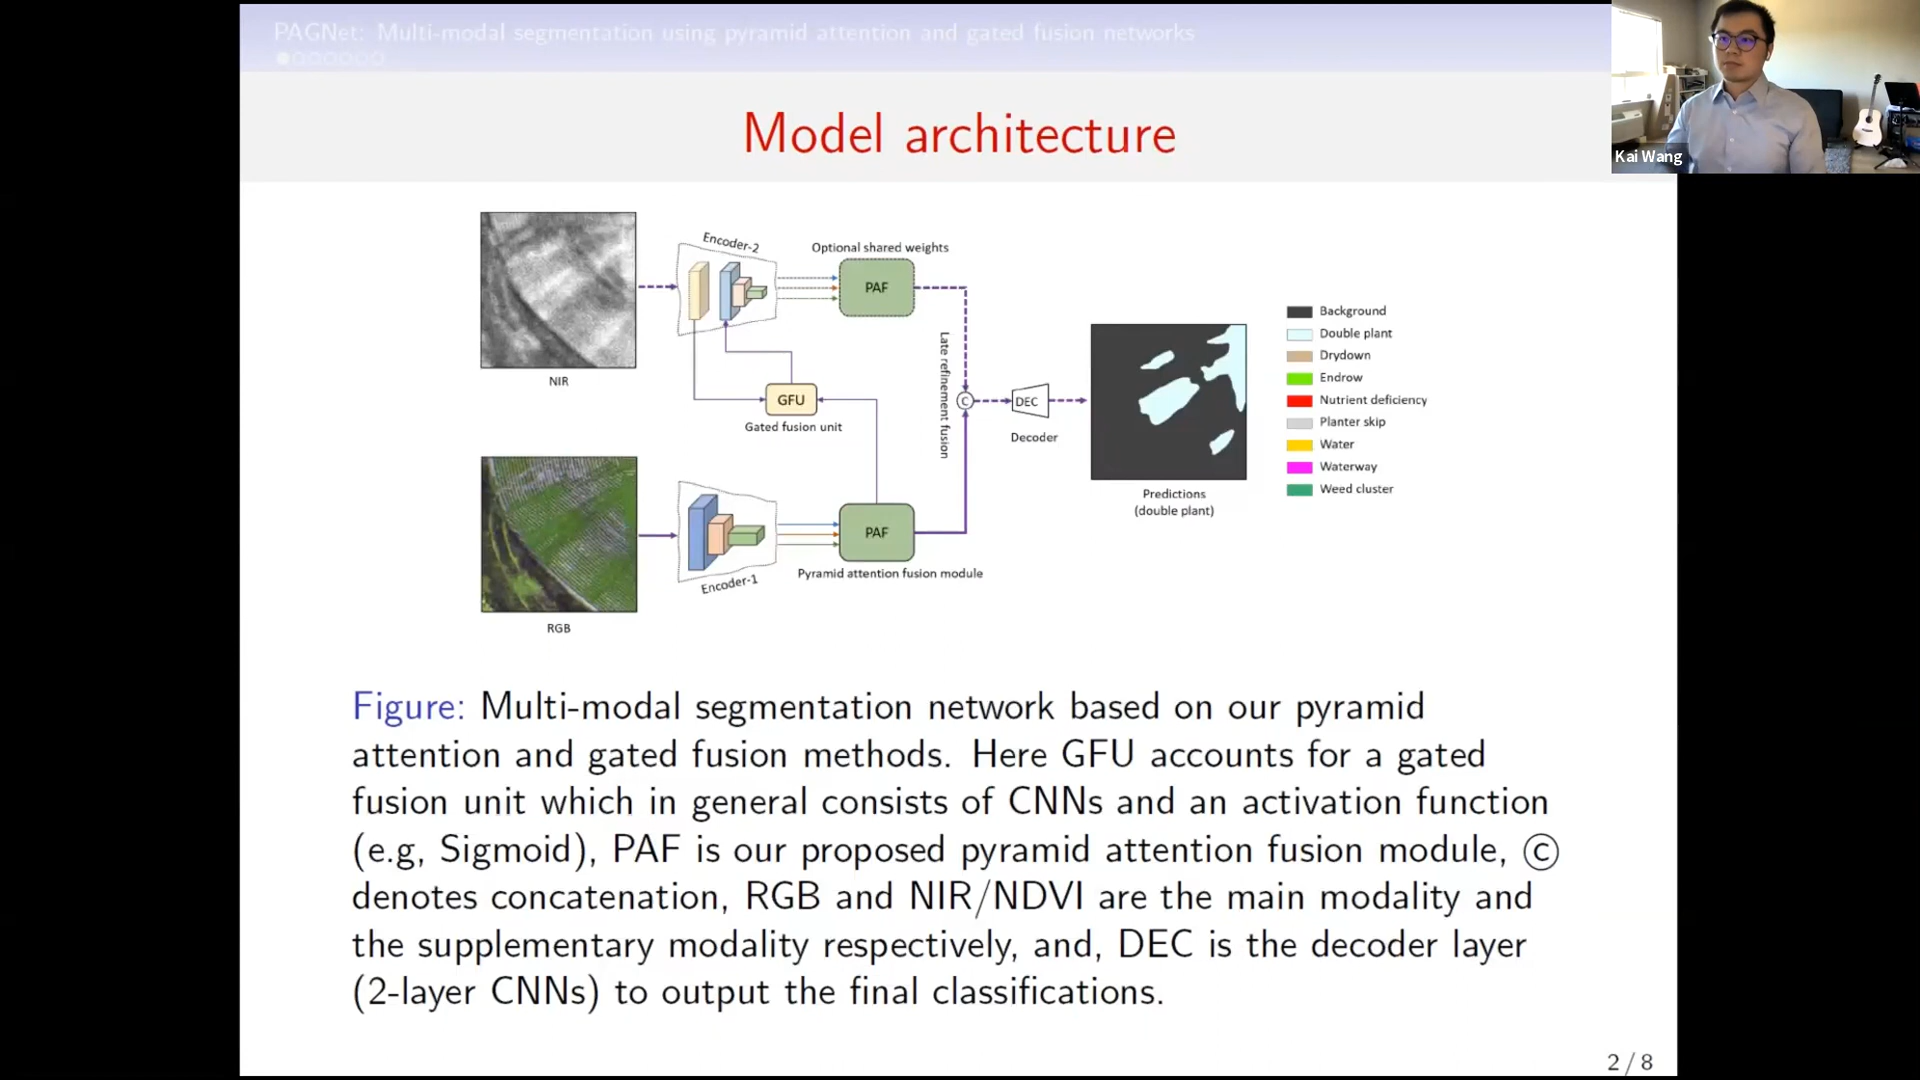 PAGNet: Multi-modal segmentation using pyramid attention and gated fusion networks
Kai Wang
Model architecture
Encoder-2
Optional shared weights
PAF
NIR
GFU
Gated fusion unit
Late refinement fusion
C
DEC
Decoder
Predictions
(double plant)
Background
Double plant
Drydown
Endrow
Nutrient deficiency
Planter skip
Water
Waterway
Weed cluster
Encoder-1
PAF
Pyramid attention fusion module
RGB
Figure: Multi-modal segmentation network based on our pyramid
attention and gated fusion methods. Here GFU accounts for a gated
fusion unit which in general consists of CNNs and an activation function
(e.g, Sigmoid), PAF is our proposed pyramid attention fusion module, ©
denotes concatenation, RGB and NIR/NDVI are the main modality and
the supplementary modality respectively, and, DEC is the decoder layer
(2-layer CNNs) to output the final classifications.
2 / 8